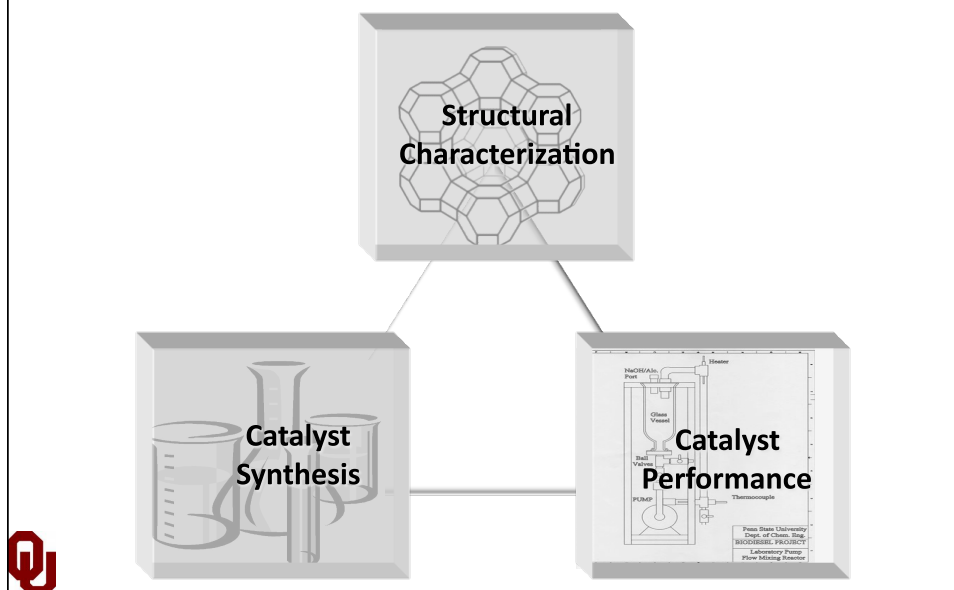 Structural
Characterization
Catalyst
Synthesis
Heater
NaOH/Alc.
Port
Glass
Vessel
Catalyst
Performance
Ball
Valves
PUMP
Thermocouple
Penn State University
Dept. of Chem. Eng.
BIODIESEL PROJECT
Laboratory Pump
Flow Mixing Reactor
OU